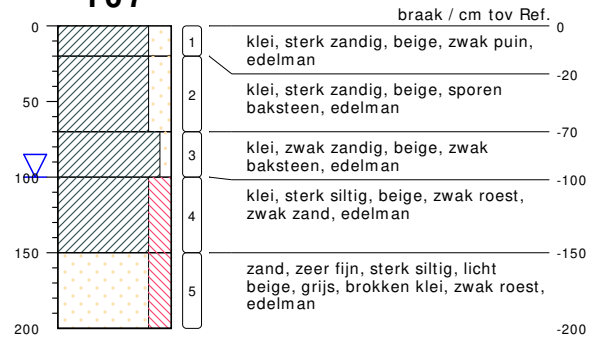 braak / cm tov Ref.
0
0
1
klei, sterk zandig, beige, zwak puin,
edelman
-20
50
2
klei, sterk zandig, beige, sporen
baksteen, edelman
-70
3
klei, zwak zandig, beige, zwak
baksteen, edelman
100
-100
4
klei, sterk siltig, beige, zwak roest,
zwak zand, edelman
150
-150
5
zand, zeer fijn, sterk siltig, licht
beige, grijs, brokken klei, zwak roest,
edelman
200
-200